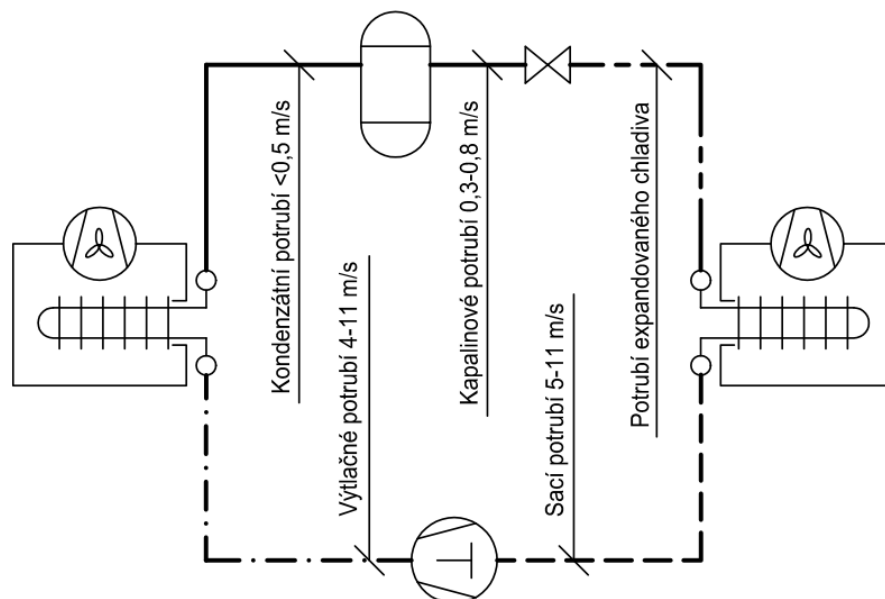 Kondenzátní potrubí <0,5 m/s
Výtlačné potrubí 4-11 m/s
Kapalinové potrubí 0,3-0,8 m/s
Sací potrubí 5-11 m/s
Potrubí expandovaného chladiva